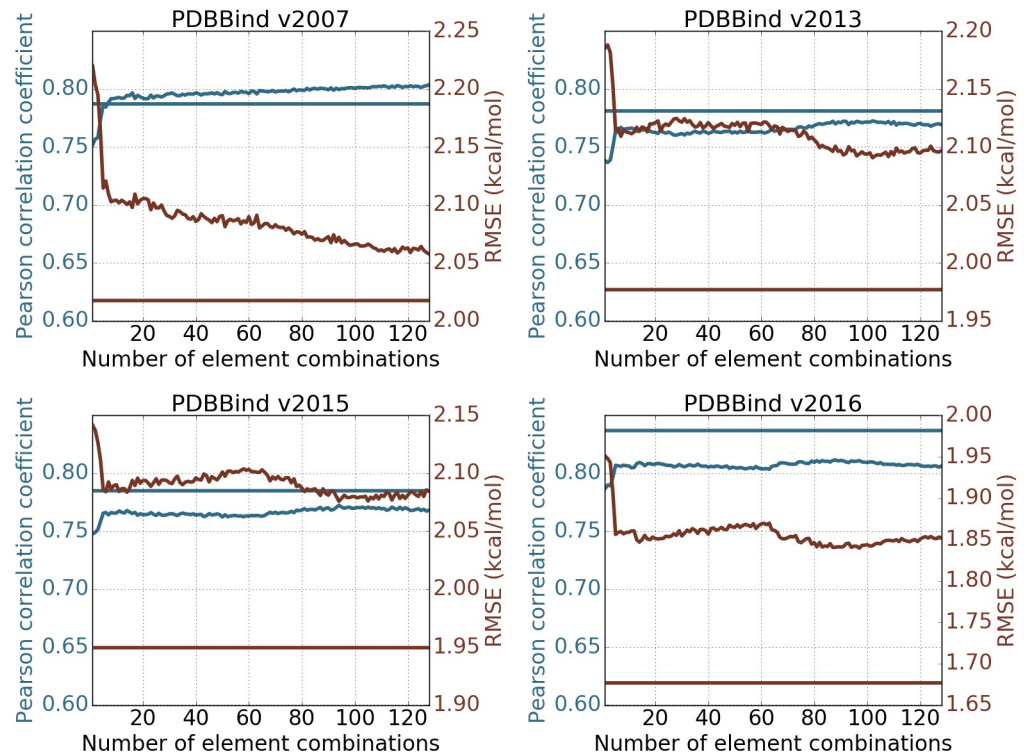 PDBBind v2007
Pearson correlation coefficient
0.80
0.75
0.70
0.65
0.60
2.25
2.20
2.15
2.10
2.05
2.00
RMSE (kcal/mol)
20 40 60 80 100 120
Number of element combinations
PDBBind v2013
Pearson correlation coefficient
0.80
0.75
0.70
0.65
0.60
2.20
2.15
2.10
2.05
2.00
1.95
RMSE (kcal/mol)
20 40 60 80 100 120
Number of element combinations
PDBBind v2015
Pearson correlation coefficient
0.80
0.75
0.70
0.65
0.60
2.15
2.10
2.05
2.00
1.95
1.90
RMSE (kcal/mol)
20 40 60 80 100 120
Number of element combinations
PDBBind v2016
Pearson correlation coefficient
0.80
0.75
0.70
0.65
0.60
2.00
1.95
1.90
1.85
1.80
1.75
1.70
1.65
RMSE (kcal/mol)
20 40 60 80 100 120
Number of element combinations